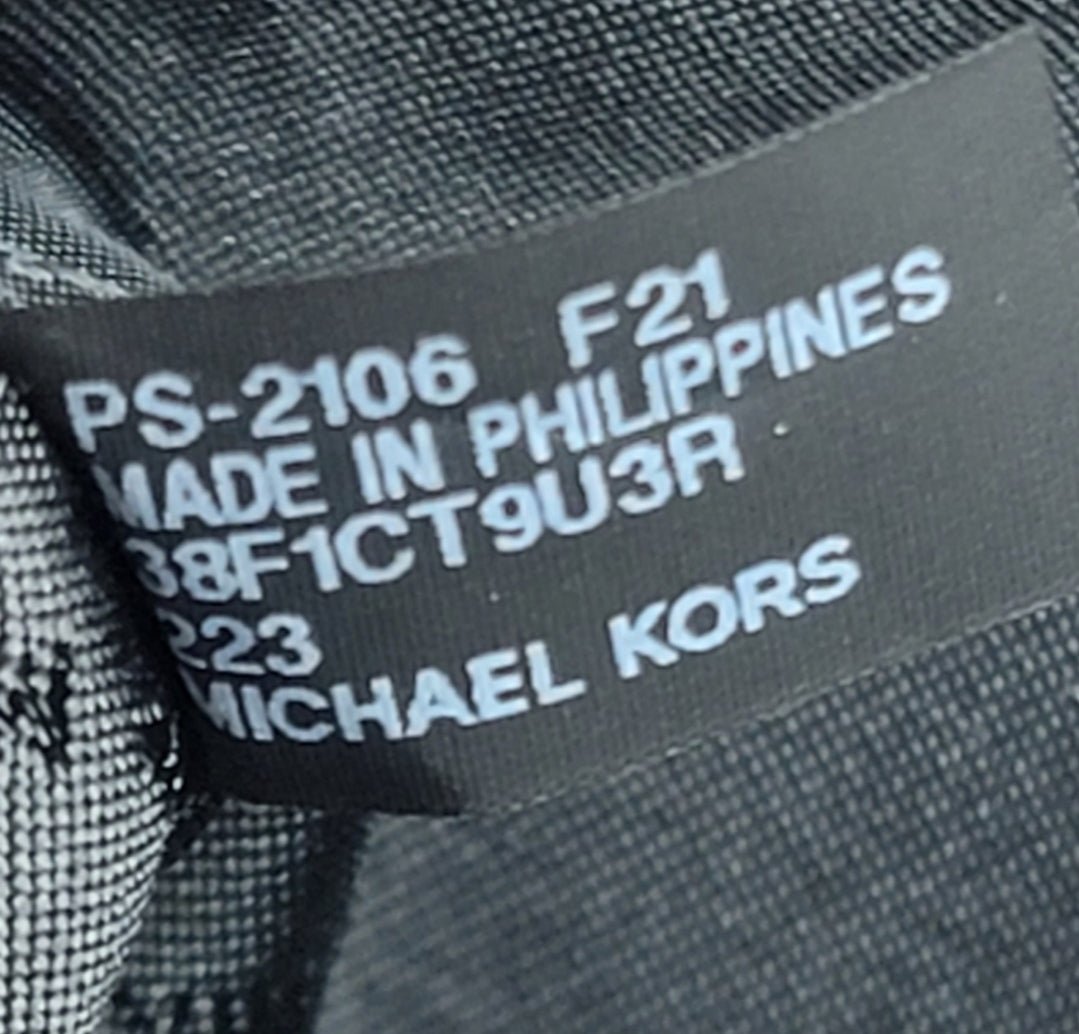 PS-2106 F21
MADE IN PHILIPPINES
38F1CT9U3R
223
MICHAEL KORS